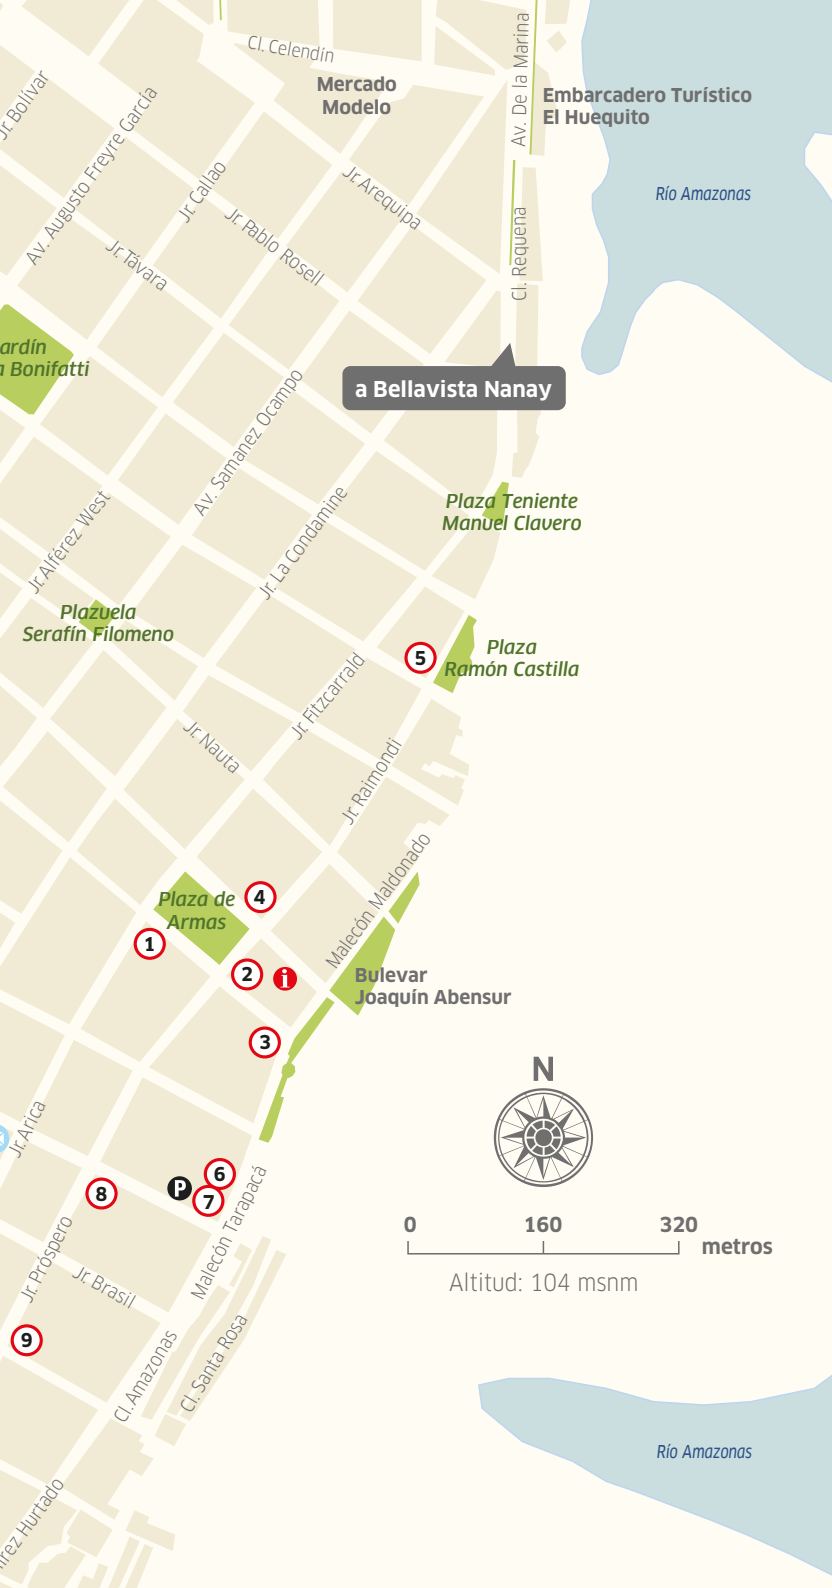 Cl. Celendín
Av. De la Marina
Mercado
Modelo
Embarcadero Turístico
El Huequito
Jr. Bolívar
Av. Augusto Freyre García
Jr. Callao
Jr. Arequipa
Río Amazonas
Jr. Pablo Rosell
Jr. Távara
Cl. Requena
ardín
a Bonifatti
a Bellavista Nanay
Av. Samanez Ocampo
Plaza Teniente
Manuel Clavero
Jr. Alférez West
Jr. La Condamine
Plazuela
Serafín Filomeno
5
Plaza
Ramón Castilla
Jr. Fitzcarrald
Jr. Nauta
Jr. Raimondi
Malecón Maldonado
Plaza de
Armas
4
1
2
i
Bulevar
Joaquín Abensur
3
N
Jr. Arica
6
P
7
8
Malecón Tarapacá
0 160 320
metros
Altitud: 104 msnm
Jr. Próspero
Jr. Brasil
9
Cl. Amazonas
Cl. Santa Rosa
Río Amazonas
írez Hurtado